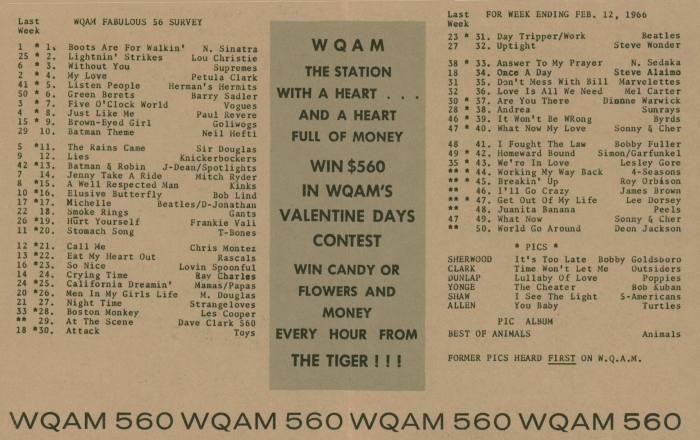 Last WQAM FABULOUS 56 SURVEY
Week
1 * 1. Boots Are For Walkin' N. Sinatra
25 * 2. Lightnin' Strikes Lou Christie
6 * 3. Without You Supremes
2 * 4. My Love Petula Clark
41 * 5. Listen People Herman's Hermits
50 * 6. Green Berets Barry Sadler
3 * 7. Five O'Clock World Vogues
4 * 8. Just Like Me Paul Revere
15 * 9. Brown-Eyed Girl Goliwogs
29 10. Batman Theme Neil Hefti
5 *11. The Rains Came Sir Douglas
9 12. Lies Knickerbockers
42 *13. Batman & Robin J-Dean/Spotlights
7 14. Jenny Take A Ride Mitch Ryder
8 *15. A Well Respected Man Kinks
10 *16. Elusive Butterfly Bob Lind
17 *17. Michelle Beatles/D-Jonathan
22 18. Smoke Rings Gants
26 *19. Hurt Yourself Frankie Vali
11 *20. Stomach Song T-Bones
12 *21. Call Me Chris Montez
13 *22. Eat My Heart Out Rascals
16 *23. So Nice Lovin Spoonful
14 24. Crying Time Ray Charles
24 *25. California Dreamin' Mamas/Papas
20 *26. Men In My Girls Life M. Douglas
21 27. Night Time Strangeloves
33 *28. Boston Monkey Les Cooper
** 29. At The Scene Dave Clark 560
18 *30. Attack Toys
WQAM
THE STATION
WITH A HEART . . .
AND A HEART
FULL OF MONEY
WIN $560
IN WQAM'S
VALENTINE DAYS
CONTEST
WIN CANDY OR
FLOWERS AND
MONEY
EVERY HOUR FROM
THE TIGER ! ! !
Last FOR WEEK ENDING FEB. 12, 1966
Week
23 * 31. Day Tripper/Work Beatles
27 32. Uptight Steve Wonder
38 * 33. Answer To My Prayer N. Sedaka
18 34. Once A Day Steve Alaimo
31 35. Don't Mess With Bill Marvelettes
32 36. Love Is All We Need Mel Carter
30 * 37. Are You There Dianne Warwick
28 * 38. Andrea Sunrays
46 * 39. It Won't Be WRong Byrds
47 * 40. What Now My Love Sonny & Cher
48 41. I Fought The Law Bobby Fuller
49 * 42. Homeward Bound Simon/Garfunkel
35 * 43. We're In Love Lesley Gore
** * 44. Working My Way Back 4-Seasons
** * 45. Breakin' Up Roy Orbison
** 46. I'll Go Crazy James Brown
** * 47. Get Out Of My Life Lee Dorsey
** 48. Juanita Banana Peels
47 49. What Now Sonny & Cher
** 50. World Go Around Deon Jackson
* PICS *
SHERWOOD It's Too Late Bobby Goldsboro
CLARK Time Won't Let Me Outsiders
DUNLAP Lullaby Of Love Poppies
YONGE The Cheater Bob Kuban
SHAW I See The Light 5-Americans
ALLEN You Baby Turtles
PIC ALBUM
BEST OF ANIMALS Animals
FORMER PICS HEARD FIRST ON W.Q.A.M.
WQAM 560 WQAM 560 WQAM 560 WQAM 560